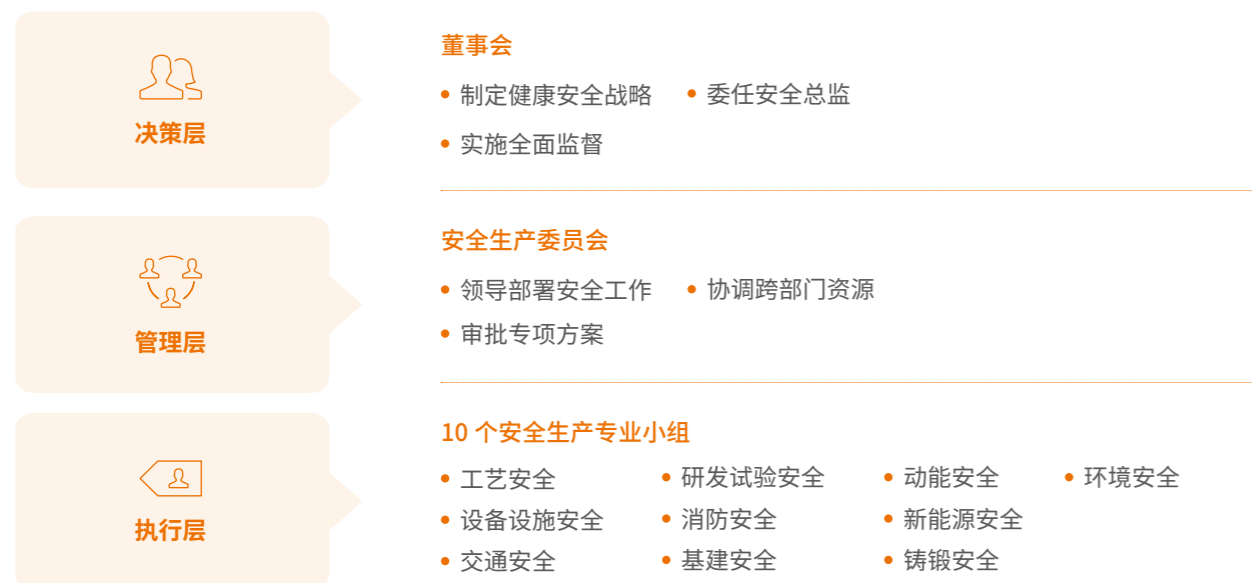 决策层
董事会
制定健康安全战略 委任安全总监
实施全面监督
管理层
安全生产委员会
领导部署安全工作 协调跨部门资源
审批专项方案
执行层
10 个安全生产专业小组
工艺安全 研发试验安全 动能安全 环境安全
设备设施安全 消防安全 新能源安全
交通安全 基建安全 铸锻安全